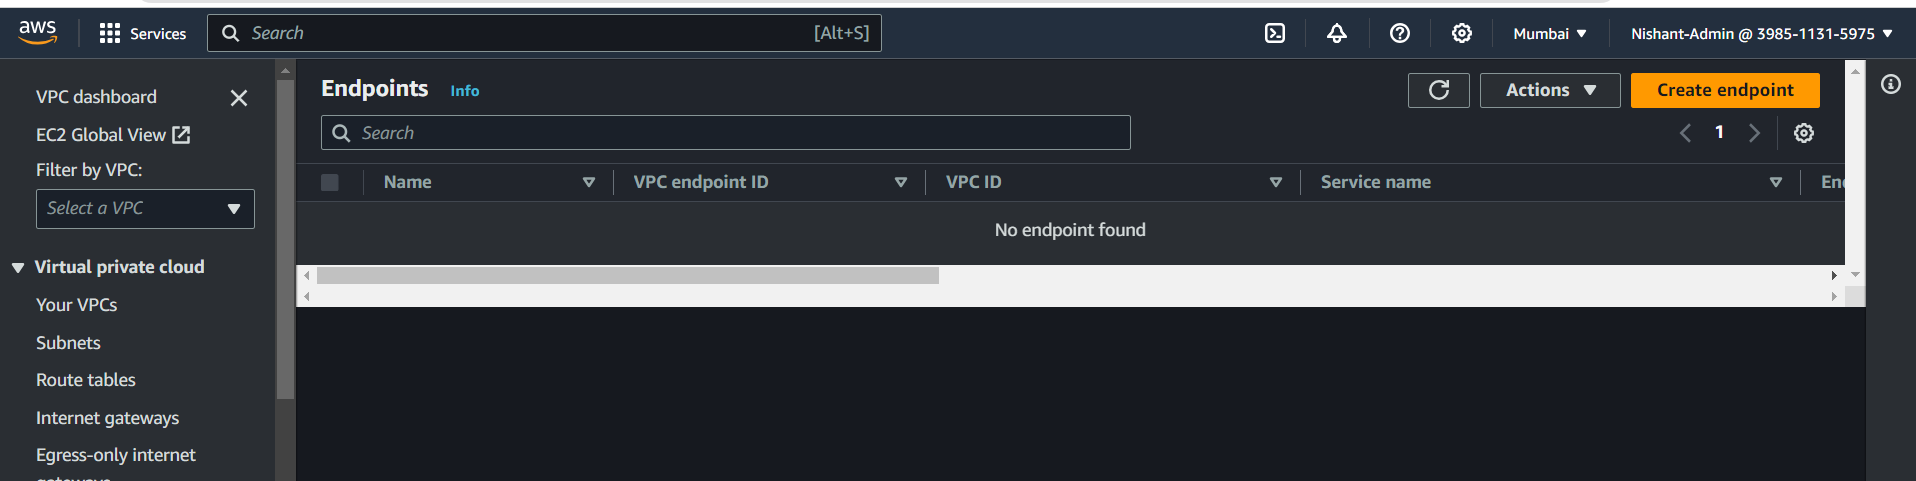 aws Services Search [Alt+S] Mumbai Nishant-Admin @ 3985-1131-5975
VPC dashboard
EC2 Global View
Filter by VPC:
Select a VPC
Virtual private cloud
Your VPCs
Subnets
Route tables
Internet gateways
Egress-only internet
gateways
Endpoints Info Actions Create endpoint
Search 1
Name VPC endpoint ID VPC ID Service name En
No endpoint found